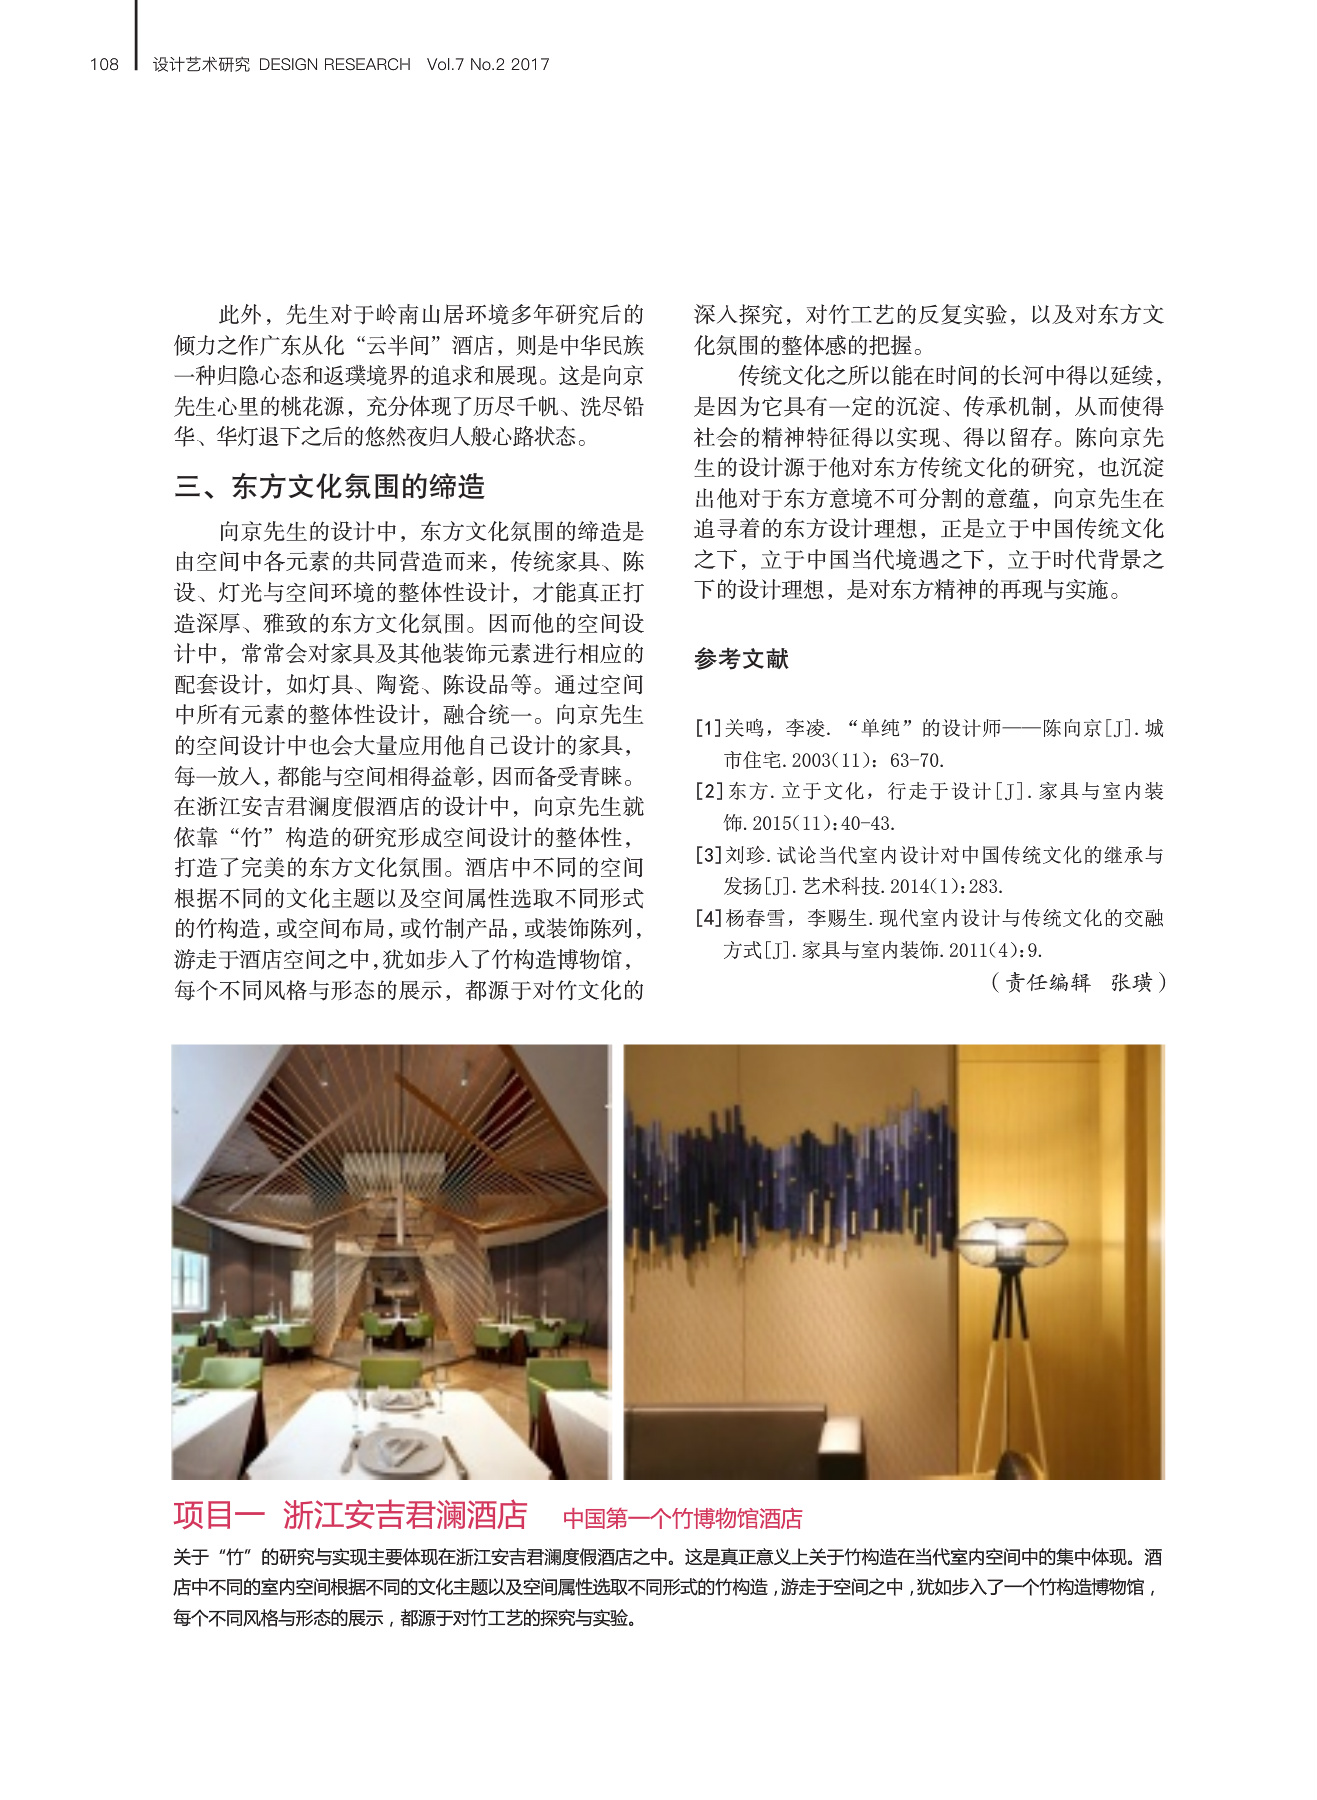 108 设计艺术研究 DESIGN RESEARCH Vol.7 No.2 2017
此外，先生对于岭南山居环境多年研究后的
倾力之作广东从化“云半间”酒店，则是中华民族
一种归隐心态和返璞境界的追求和展现。这是向京
先生心里的桃花源，充分体现了历尽千帆、洗尽铅
华、华灯退下之后的悠然夜归人般心路状态。
三、东方文化氛围的缔造
向京先生的设计中，东方文化氛围的缔造是
由空间中各元素的共同营造而来，传统家具、陈
设、灯光与空间环境的整体性设计，才能真正打
造深厚、雅致的东方文化氛围。因而他的空间设
计中，常常会对家具及其他装饰元素进行相应的
配套设计，如灯具、陶瓷、陈设品等。通过空间
中所有元素的整体性设计，融合统一。向京先生
的空间设计中也会大量应用他自己设计的家具，
每一放入，都能与空间相得益彰，因而备受青睐。
在浙江安吉君澜度假酒店的设计中，向京先生就
依靠“竹”构造的研究形成空间设计的整体性，
打造了完美的东方文化氛围。酒店中不同的空间
根据不同的文化主题以及空间属性选取不同形式
的竹构造，或空间布局，或竹制产品，或装饰陈列，
游走于酒店空间之中，犹如步入了竹构造博物馆，
每个不同风格与形态的展示，都源于对竹文化的
深入探究，对竹工艺的反复实验，以及对东方文
化氛围的整体感的把握。
传统文化之所以能在时间的长河中得以延续，
是因为它具有一定的沉淀、传承机制，从而使得
社会的精神特征得以实现、得以留存。陈向京先
生的设计源于他对东方传统文化的研究，也沉淀
出他对于东方意境不可分割的意蕴，向京先生在
追寻着的东方设计理想，正是立于中国传统文化
之下，立于中国当代境遇之下，立于时代背景之
下的设计理想，是对东方精神的再现与实施。
参考文献
[1]关鸣，李凌. “单纯”的设计师——陈向京[J].城
市住宅.2003(11)：63-70.
[2]东方.立于文化，行走于设计[J].家具与室内装
饰.2015(11):40-43.
[3]刘珍.试论当代室内设计对中国传统文化的继承与
发扬[J].艺术科技.2014(1):283.
[4]杨春雪，李赐生.现代室内设计与传统文化的交融
方式[J].家具与室内装饰.2011(4):9.
（责任编辑 张璜）
项目一 浙江安吉君澜酒店 中国第一个竹博物馆酒店
关于“竹”的研究与实现主要体现在浙江安吉君澜度假酒店之中。这是真正意义上关于竹构造在当代室内空间中的集中体现。酒
店中不同的室内空间根据不同的文化主题以及空间属性选取不同形式的竹构造，游走于空间之中，犹如步入了一个竹构造博物馆，
每个不同风格与形态的展示，都源于对竹工艺的探究与实验。